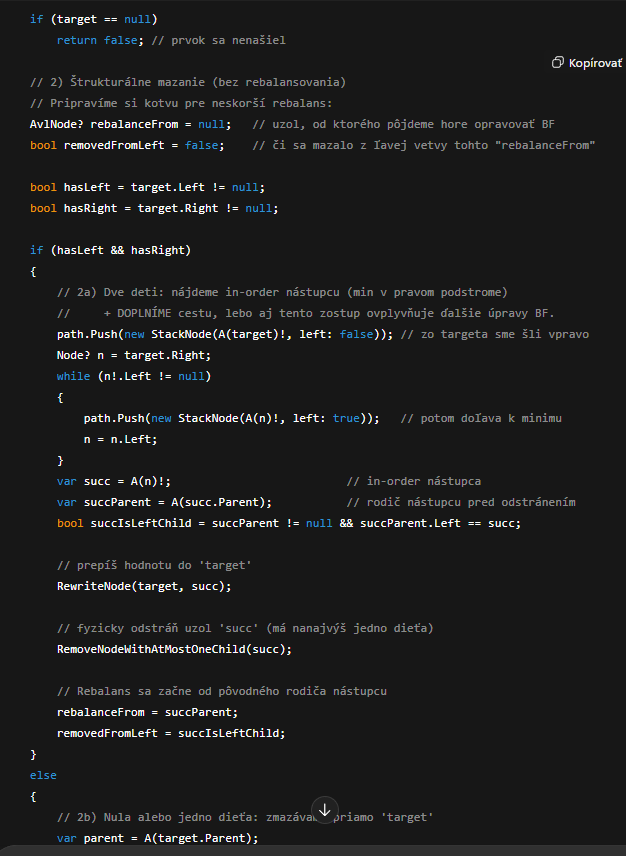 if (target == null)
return false; // prvok sa nenašiel
Kopírovať
// 2) Štrukturálne mazanie (bez rebalansovania)
// Pripravíme si kotvu pre neskorší rebalans:
AvlNode? rebalanceFrom = null;   // uzol, od ktorého pôjdeme hore opravovať BF
bool removedFromLeft = false;    // či sa mazalo z ľavej vetvy tohto "rebalanceFrom"
bool hasLeft = target.Left != null;
bool hasRight = target.Right != null;
if (hasLeft && hasRight)
{
// 2a) Dve deti: nájdeme in-order nástupcu (min v pravom podstrome)
//     + DOPLNÍME cestu, lebo aj tento zostup ovplyvňuje ďalšie úpravy BF.
path.Push(new StackNode(A(target)!, left: false)); // zo targeta sme šli vpravo
Node? n = target.Right;
while (n!.Left != null)
{
path.Push(new StackNode(A(n)!, left: true));   // potom doľava k minimu
n = n.Left;
}
var succ = A(n)!;                          // in-order nástupca
var succParent = A(succ.Parent);           // rodič nástupcu pred odstránením
bool succIsLeftChild = succParent != null && succParent.Left == succ;
// prepíš hodnotu do 'target'
RewriteNode(target, succ);
// fyzicky odstráň uzol 'succ' (má nanajvýš jedno dieťa)
RemoveNodeWithAtMostOneChild(succ);
// Rebalans sa začne od pôvodného rodiča nástupcu
rebalanceFrom = succParent;
removedFromLeft = succIsLeftChild;
}
else
{
// 2b) Nula alebo jedno dieťa: priamo 'target'
var parent = A(target.Parent);